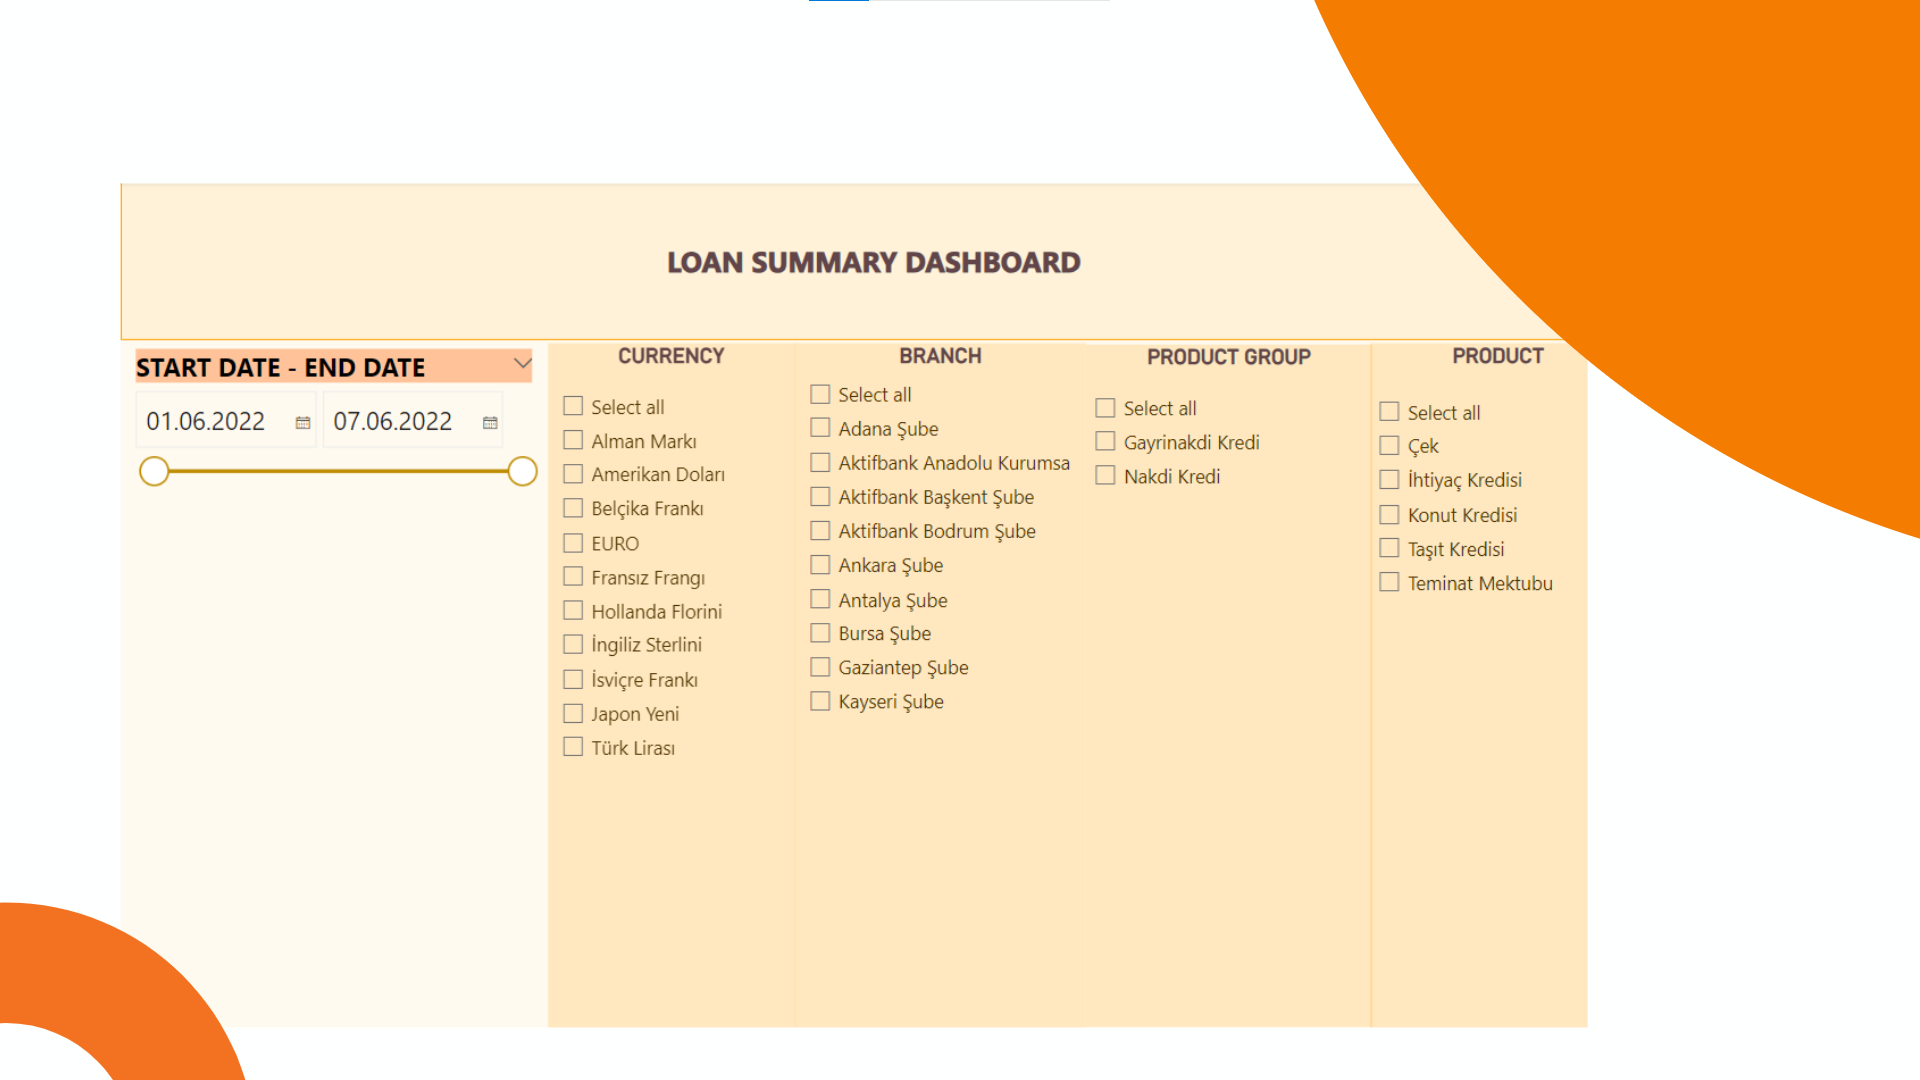 LOAN SUMMARY DASHBOARD
START DATE - END DATE
01.06.2022
07.06.2022
CURRENCY
Select all
Alman Markı
Amerikan Doları
Belçika Frankı
EURO
Fransız Frangı
Hollanda Florini
İngiliz Sterlini
İsviçre Frankı
Japon Yeni
Türk Lirası
BRANCH
Select all
Adana Şube
Aktifbank Anadolu Kurumsa
Aktifbank Başkent Şube
Aktifbank Bodrum Şube
Ankara Şube
Antalya Şube
Bursa Şube
Gaziantep Şube
Kayseri Şube
PRODUCT GROUP
Select all
Gayrinakdi Kredi
Nakdi Kredi
PRODUCT
Select all
Çek
İhtiyaç Kredisi
Konut Kredisi
Taşıt Kredisi
Teminat Mektubu